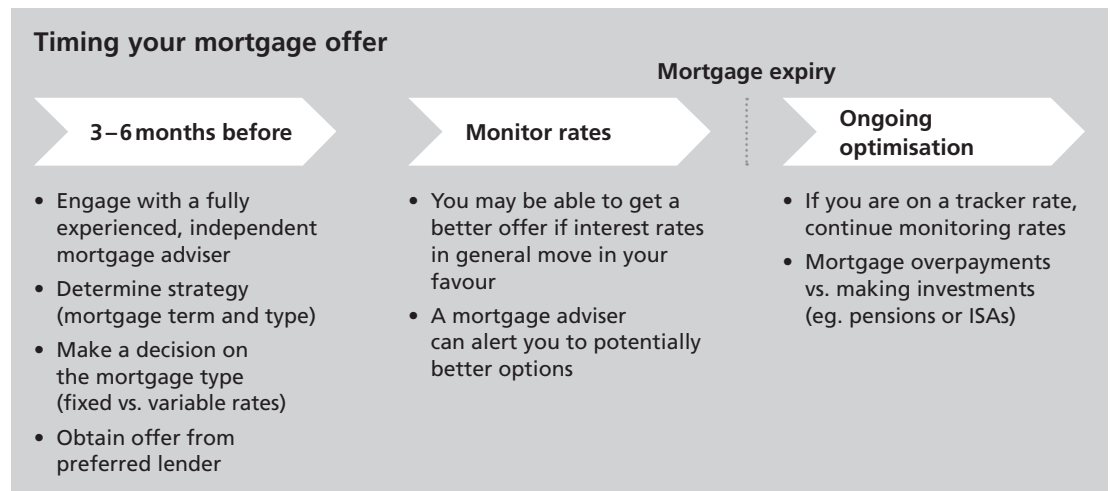 Timing your mortgage offer
Mortgage expiry
3–6 months before
• Engage with a fully
experienced, independent
mortgage adviser
• Determine strategy
(mortgage term and type)
• Make a decision on
the mortgage type
(fixed vs. variable rates)
• Obtain offer from
preferred lender
Monitor rates
• You may be able to get a
better offer if interest rates
in general move in your
favour
• A mortgage adviser
can alert you to potentially
better options
Ongoing
optimisation
• If you are on a tracker rate,
continue monitoring rates
• Mortgage overpayments
vs. making investments
(eg. pensions or ISAs)